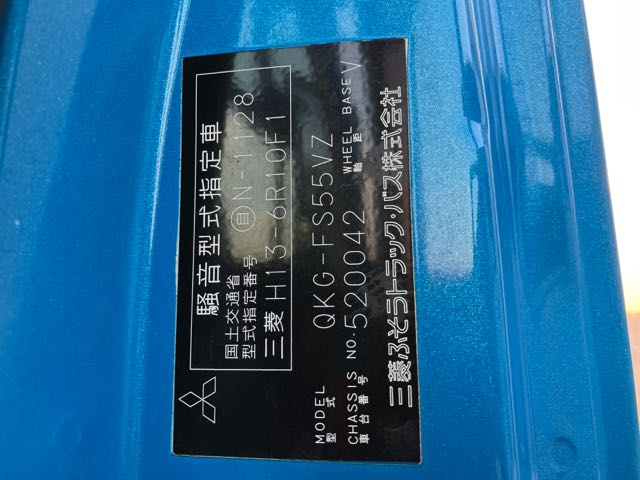 騒音型式指定車
国土交通省
型式指定番号 自N-1128
三菱 H13-6R10F1
MODEL
型式 QKG-FS55VZ
CHASSIS NO. 520042 WHEEL BASE V
車台番号 軸距
三菱ふそうトラック・バス株式会社